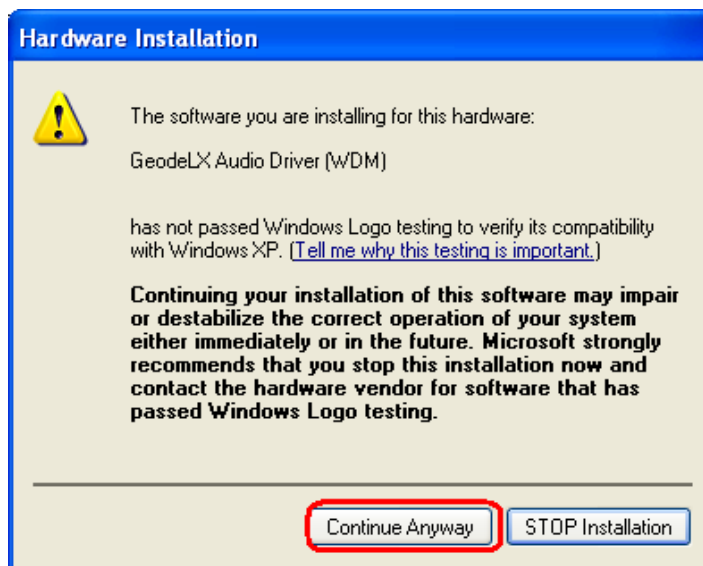 Hardware Installation
The software you are installing for this hardware:
GeodeLX Audio Driver (WDM)
has not passed Windows Logo testing to verify its compatibility
with Windows XP. (Tell me why this testing is important.)
Continuing your installation of this software may impair
or destabilize the correct operation of your system
either immediately or in the future. Microsoft strongly
recommends that you stop this installation now and
contact the hardware vendor for software that has
passed Windows Logo testing.
Continue Anyway STOP Installation